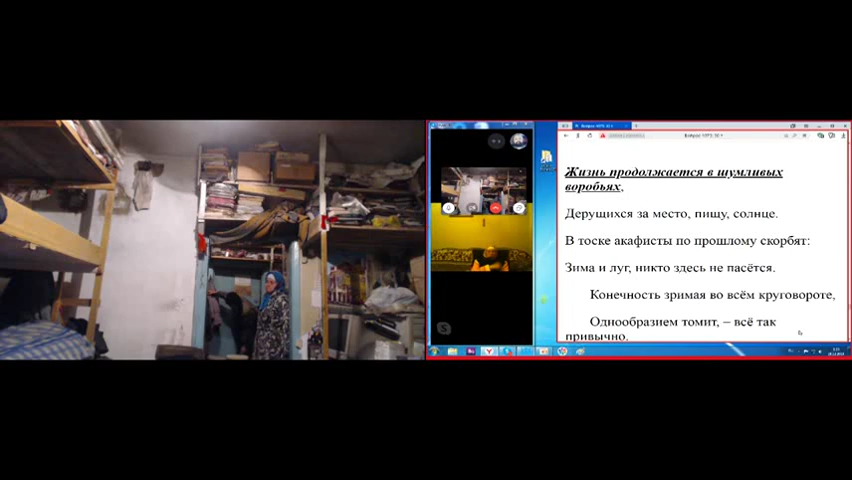 Жизнь продолжается в шумливых
воробьях,
Дерущихся за место, пищу, солнце.
В тоске акафисты по прошлому скорбят:
Зима и луг, никто здесь не пасётся.
Конечность зримая во всём круговороте,
Однообразием томит, – всё так
привычно.